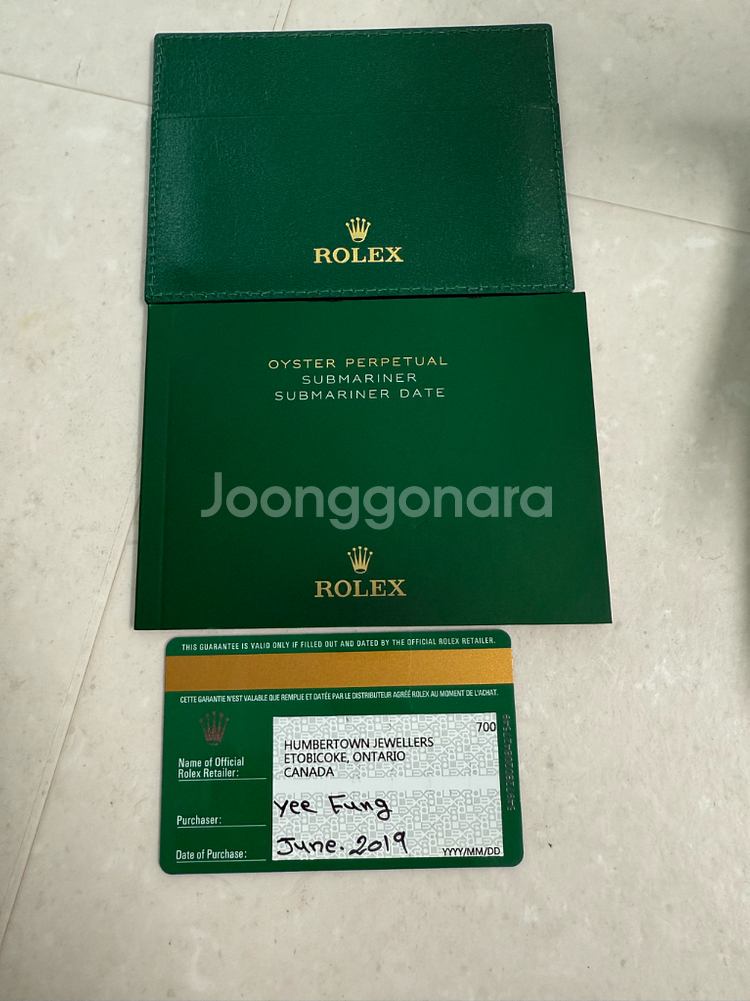 ROLEX
OYSTER PERPETUAL
SUBMARINER
SUBMARINER DATE
Joonggonara
ROLEX
THIS GUARANTEE IS VALID ONLY IF FILLED OUT AND DATED BY THE OFFICIAL ROLEX RETAILER.
CETTE GARANTIE N'EST VALABLE QUE REMPLIE ET DATÉE PAR LE DISTRIBUTEUR AGRÉÉ ROLEX AU MOMENT DE L'ACHAT.
700
Name of Official
Rolex Retailer:
HUMBERTOWN JEWELLERS
ETOBICOKE, ONTARIO
CANADA
Purchaser:
Yee Fung
Date of Purchase:
June. 2019
YYYY/MM/DD